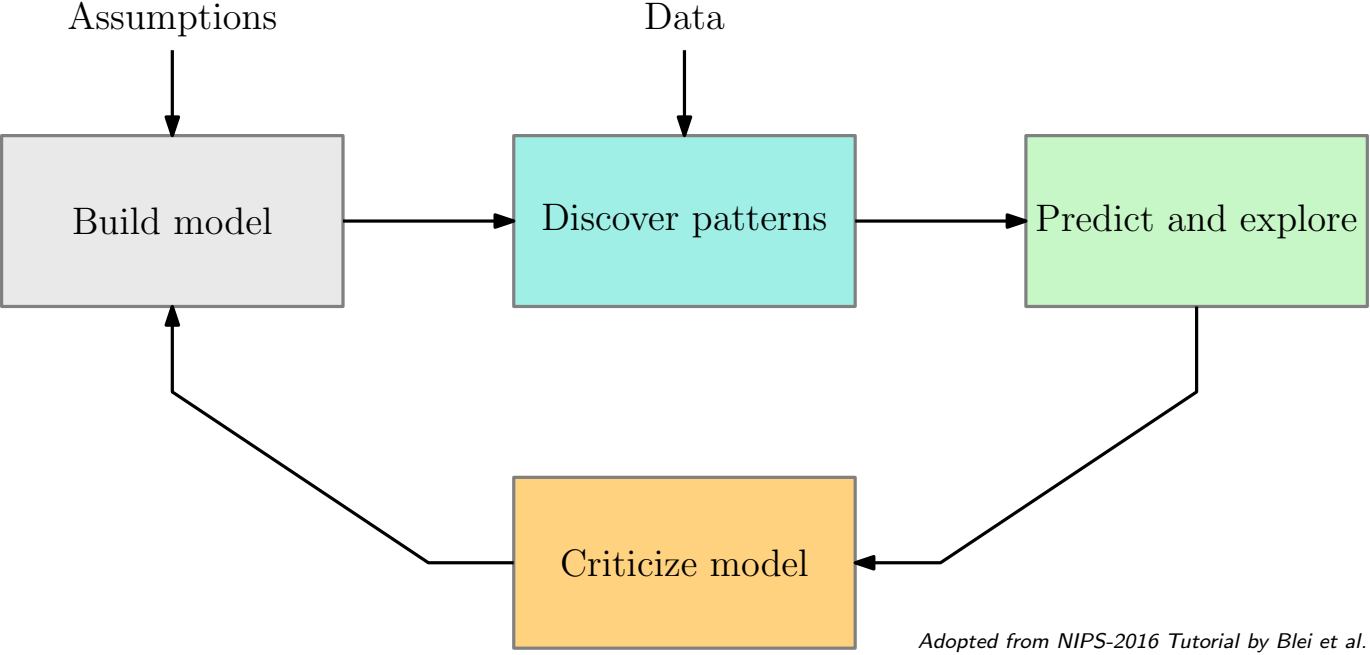 Assumptions
Data
Build model
Discover patterns
Predict and explore
Criticize model
Adopted from NIPS-2016 Tutorial by Blei et al.